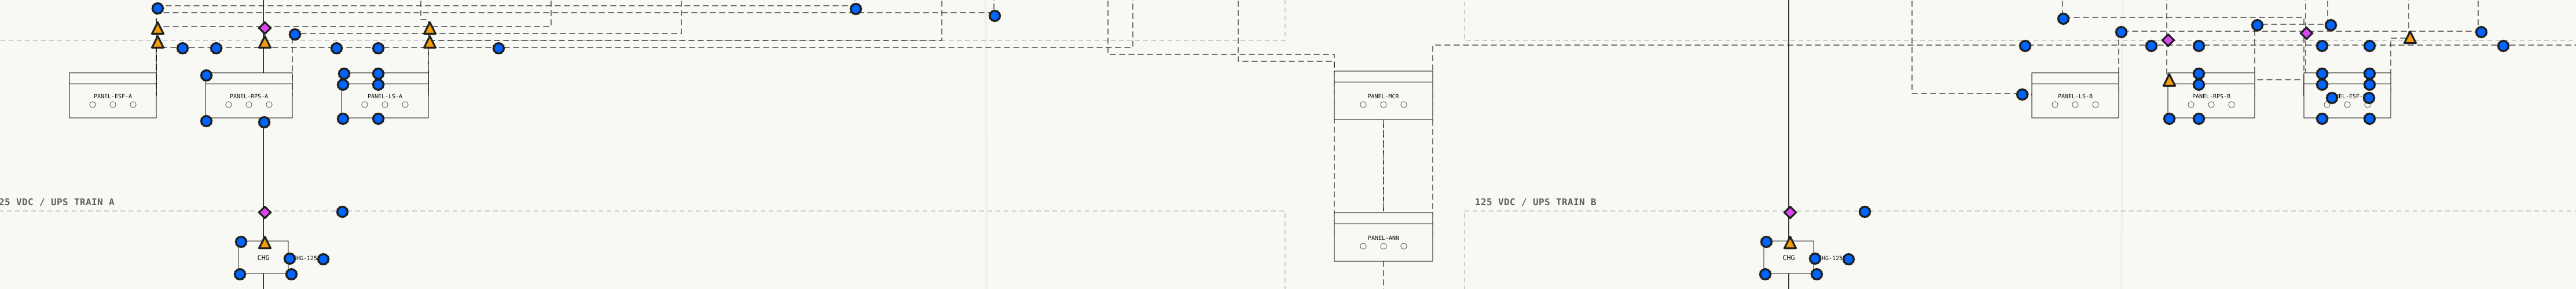 PANEL-ESF-A
PANEL-RPS-A
PANEL-LS-A
PANEL-MCR
PANEL-LS-B
PANEL-RPS-B
25 VDC / UPS TRAIN A
125 VDC / UPS TRAIN B
PANEL-ANN
CHG
CHG